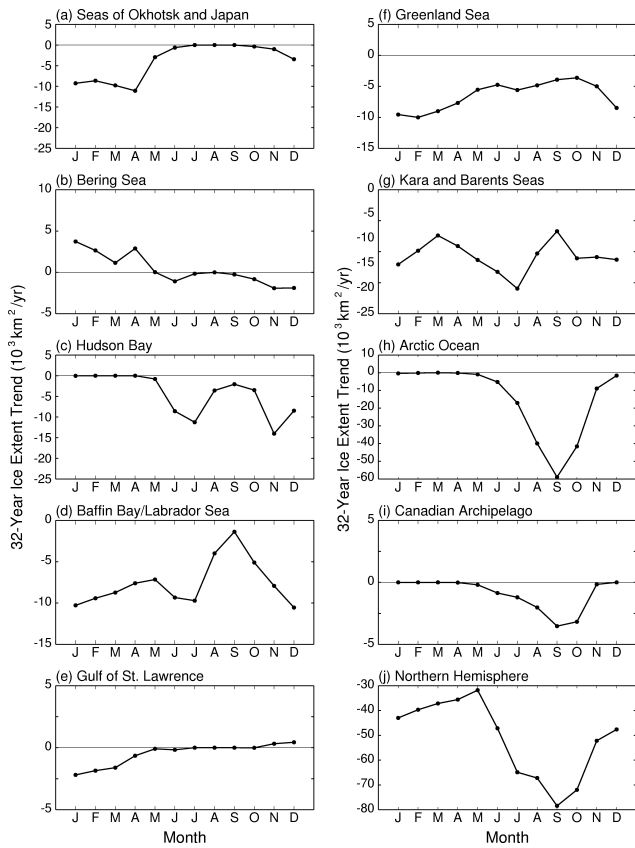 (a) Seas of Okhotsk and Japan
5
0
-5
-10
-15
-20
-25
J F M A M J J A S O N D
(b) Bering Sea
10
5
0
-5
J F M A M J J A S O N D
(c) Hudson Bay
5
0
-5
-10
-15
-20
-25
J F M A M J J A S O N D
(d) Baffin Bay/Labrador Sea
0
-5
-10
-15
J F M A M J J A S O N D
(e) Gulf of St. Lawrence
5
0
-5
J F M A M J J A S O N D
Month
32-Year Ice Extent Trend (10³ km²/yr)
(f) Greenland Sea
5
0
-5
-10
-15
J F M A M J J A S O N D
(g) Kara and Barents Seas
0
-5
-10
-15
-20
-25
J F M A M J J A S O N D
(h) Arctic Ocean
10
0
-10
-20
-30
-40
-50
-60
J F M A M J J A S O N D
(i) Canadian Archipelago
5
0
-5
J F M A M J J A S O N D
(j) Northern Hemisphere
-30
-40
-50
-60
-70
-80
J F M A M J J A S O N D
Month
32-Year Ice Extent Trend (10³ km²/yr)